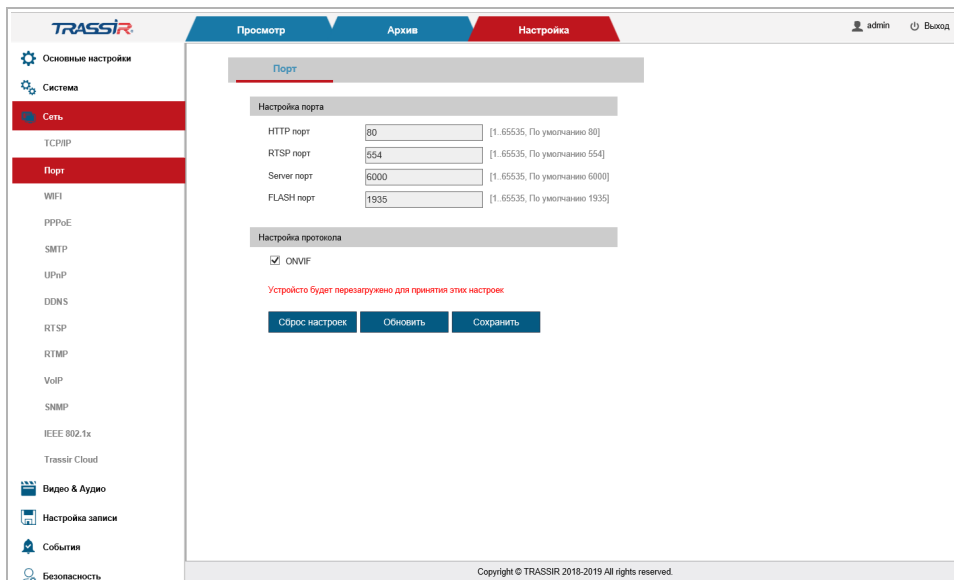 TRASSIR
Просмотр
Архив
Настройка
admin
Выход
Основные настройки
Система
Сеть
TCP/IP
Порт
WIFI
PPPoE
SMTP
UPnP
DDNS
RTSP
RTMP
VoIP
SNMP
IEEE 802.1x
Trassir Cloud
Видео & Аудио
Настройка записи
События
Безопасность
Порт
Настройка порта
HTTP порт 80 [1..65535, По умолчанию 80]
RTSP порт 554 [1..65535, По умолчанию 554]
Server порт 6000 [1..65535, По умолчанию 6000]
FLASH порт 1935 [1..65535, По умолчанию 1935]
Настройка протокола
ONVIF
Устройсто будет перезагружено для принятия этих настроек
Сброс настроек Обновить Сохранить
Copyright © TRASSIR 2018-2019 All rights reserved.